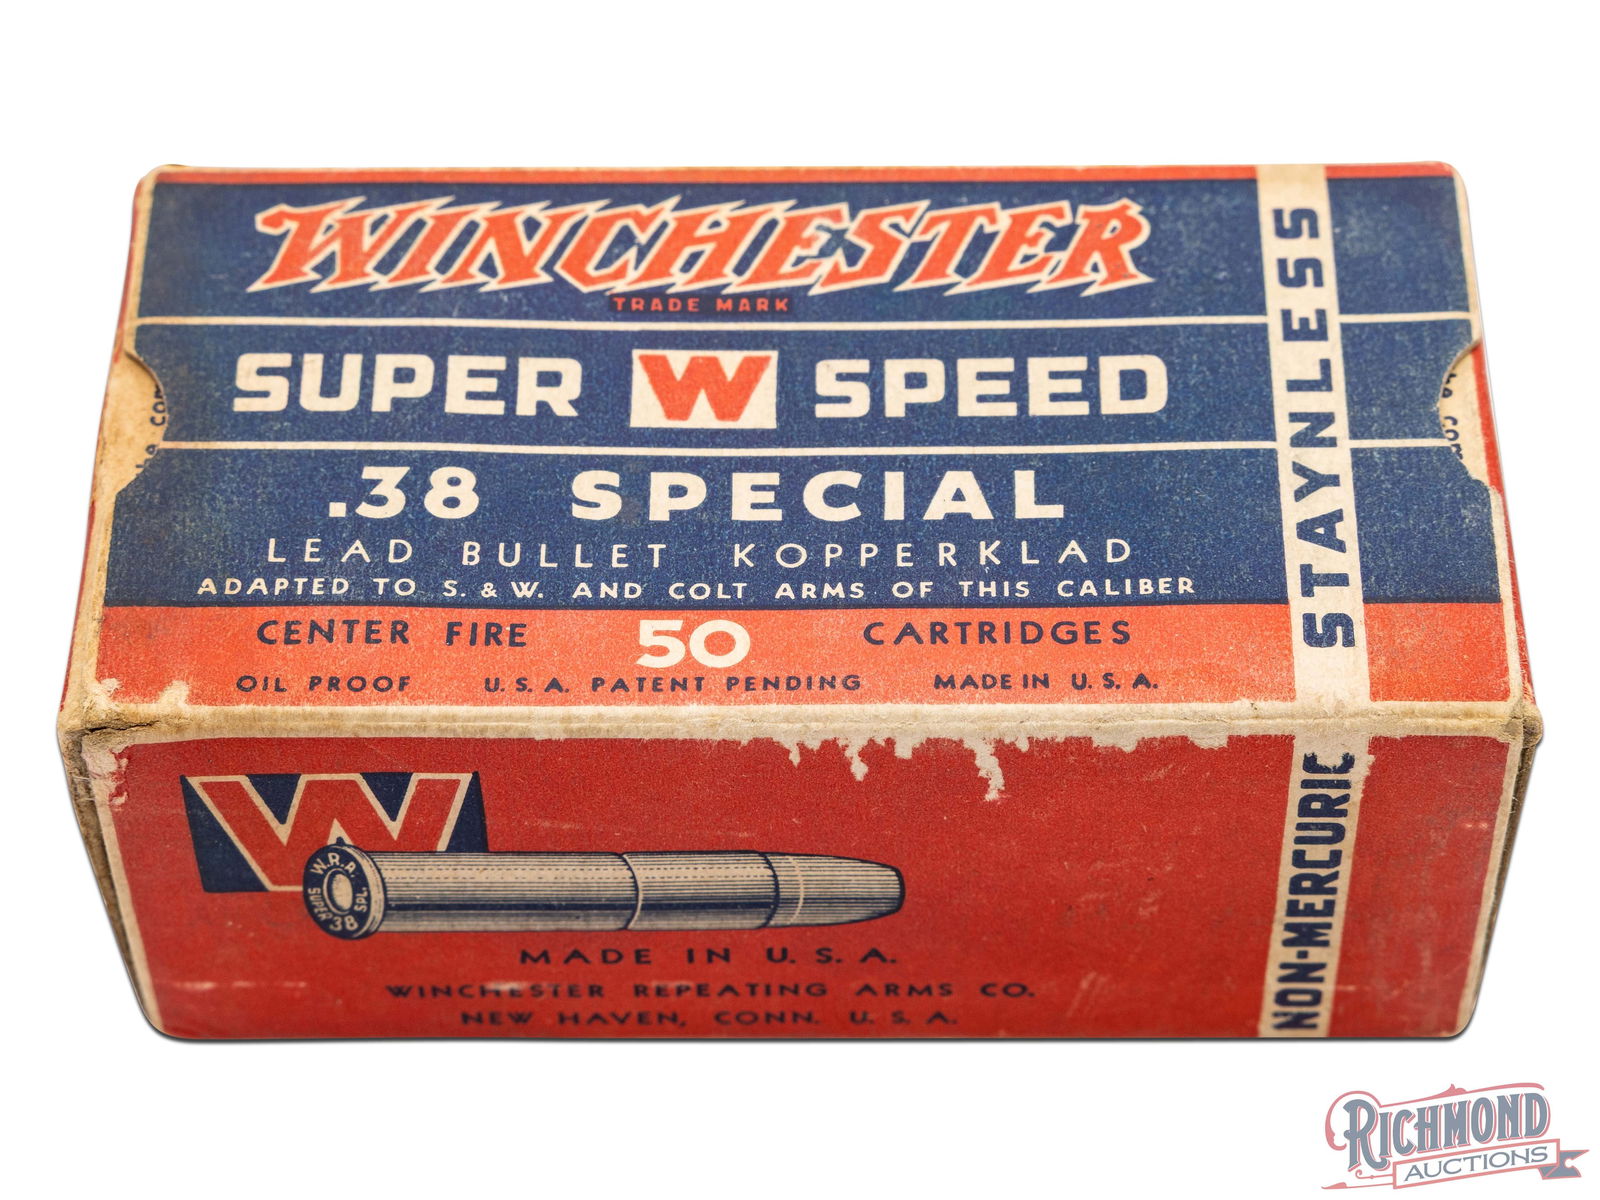 WINCHESTER
TRADE MARK
SUPER W SPEED
.38 SPECIAL
LEAD BULLET KOPPERKLAD
ADAPTED TO S. & W. AND COLT ARMS OF THIS CALIBER
CENTER FIRE 50 CARTRIDGES
OIL PROOF U.S.A. PATENT PENDING MADE IN U.S.A.
STAYNLESS
NON-MERCURIC
W
W.R.A.
SUPER 38 SPL.
MADE IN U.S.A.
WINCHESTER REPEATING ARMS CO.
NEW HAVEN, CONN. U.S.A.
RICHMOND
AUCTIONS